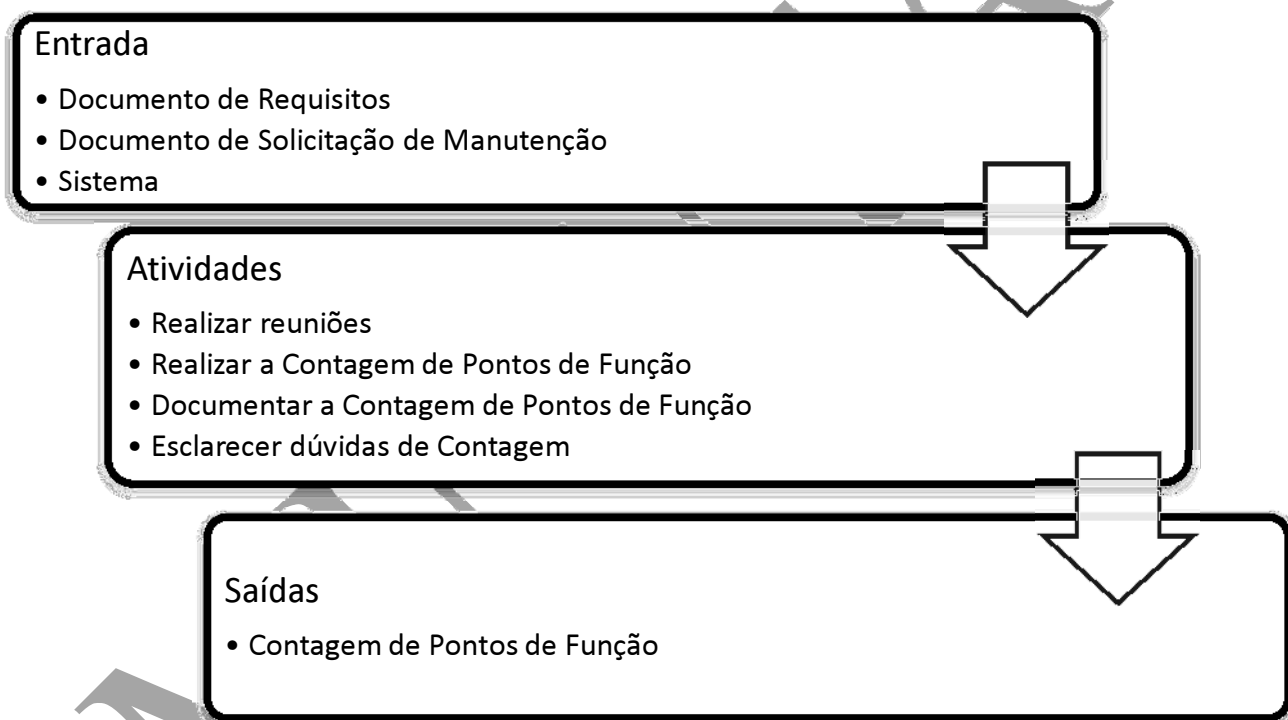 Entrada
• Documento de Requisitos
• Documento de Solicitação de Manutenção
• Sistema
Atividades
• Realizar reuniões
• Realizar a Contagem de Pontos de Função
• Documentar a Contagem de Pontos de Função
• Esclarecer dúvidas de Contagem
Saídas
• Contagem de Pontos de Função